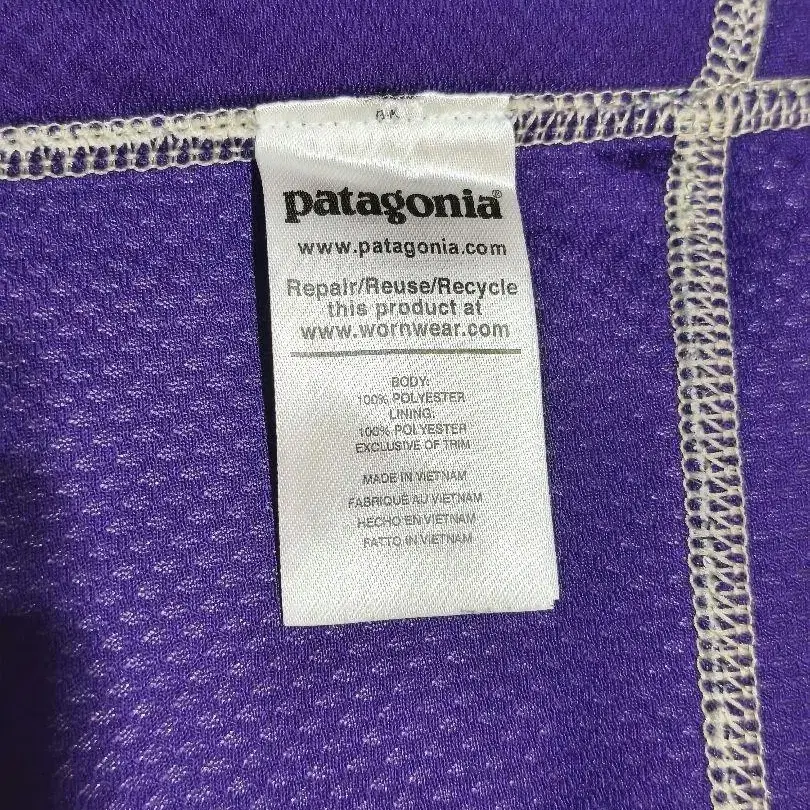 patagonia®
www.patagonia.com
Repair/Reuse/Recycle
this product at
www.wornwear.com
BODY:
100% POLYESTER
LINING:
100% POLYESTER
EXCLUSIVE OF TRIM
MADE IN VIETNAM
FABRIQUÉ AU VIETNAM
HECHO EN VIETNAM
FATTO IN VIETNAM